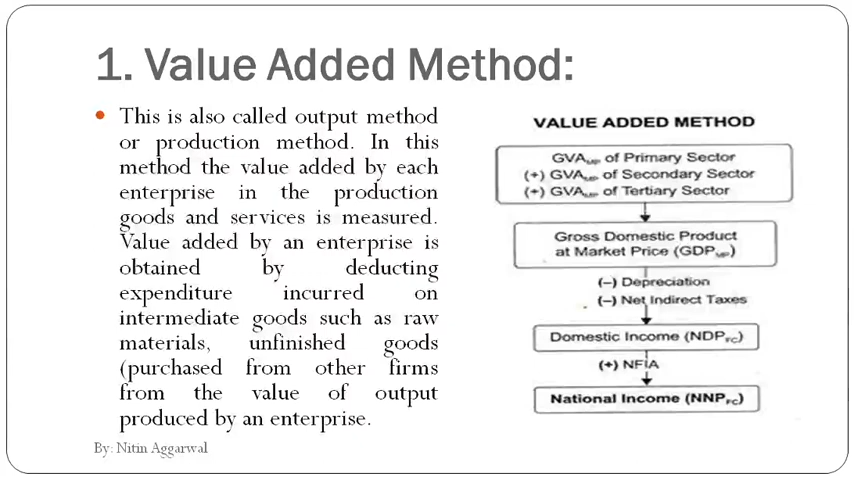 1. Value Added Method:
• This is also called output method
or production method. In this
method the value added by each
enterprise in the production
goods and services is measured.
Value added by an enterprise is
obtained by deducting
expenditure incurred on
intermediate goods such as raw
materials, unfinished goods
(purchased from other firms
from the value of output
produced by an enterprise.
VALUE ADDED METHOD
GVAMP of Primary Sector
(+) GVAMP of Secondary Sector
(+) GVAMP of Tertiary Sector
Gross Domestic Product
at Market Price (GDPMP)
(−) Depreciation
(−) Net Indirect Taxes
Domestic Income (NDPFC)
(+) NFIA
National Income (NNPFC)
By: Nitin Aggarwal